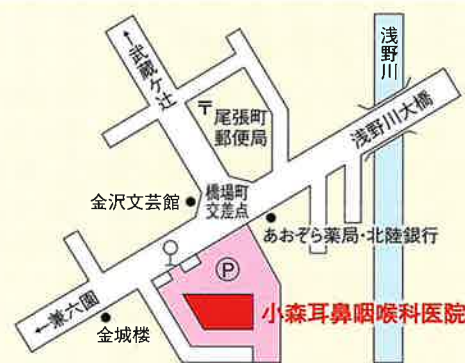 ←武蔵ケ辻
浅野川
〒
尾張町
郵便局
浅野川大橋
金沢文芸館
橋場町
交差点
あおぞら薬局・北陸銀行
P
←兼六園
小森耳鼻咽喉科医院
金城楼